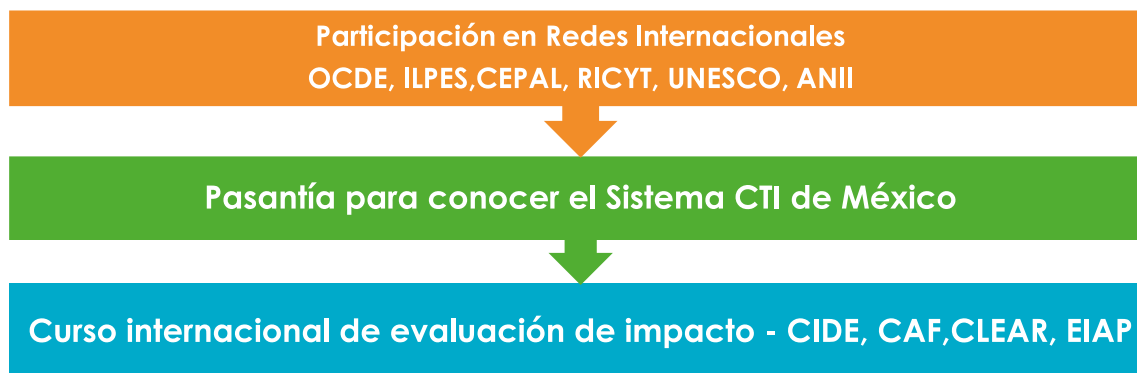 Participación en Redes Internacionales
OCDE, ILPES,CEPAL, RICYT, UNESCO, ANII
Pasantía para conocer el Sistema CTI de México
Curso internacional de evaluación de impacto - CIDE, CAF,CLEAR, EIAP